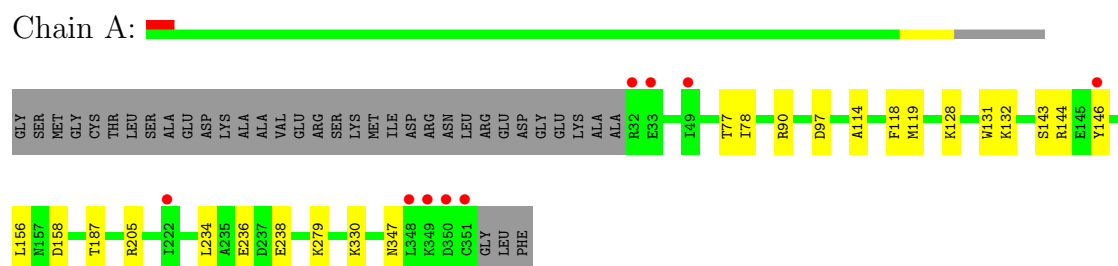 Chain A:
GLY SER MET GLY CYS THR LEU SER ALA GLU ASP LYS ALA ALA VAL GLU ARG SER LYS MET ILE ASP ARG ASN LEU ARG GLU ASP GLY GLU LYS ALA ALA R32 E33 I49 T77 I78 R90 D97 A114 F118 M119 K128 W131 K132 S143 R144 E145 Y146
L156 N157 D158 T187 R205 I222 L234 A235 E236 D237 E238 K279 K330 N347 L348 K349 D350 C351 GLY LEU PHE